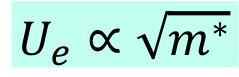 U_e ∝ √m*